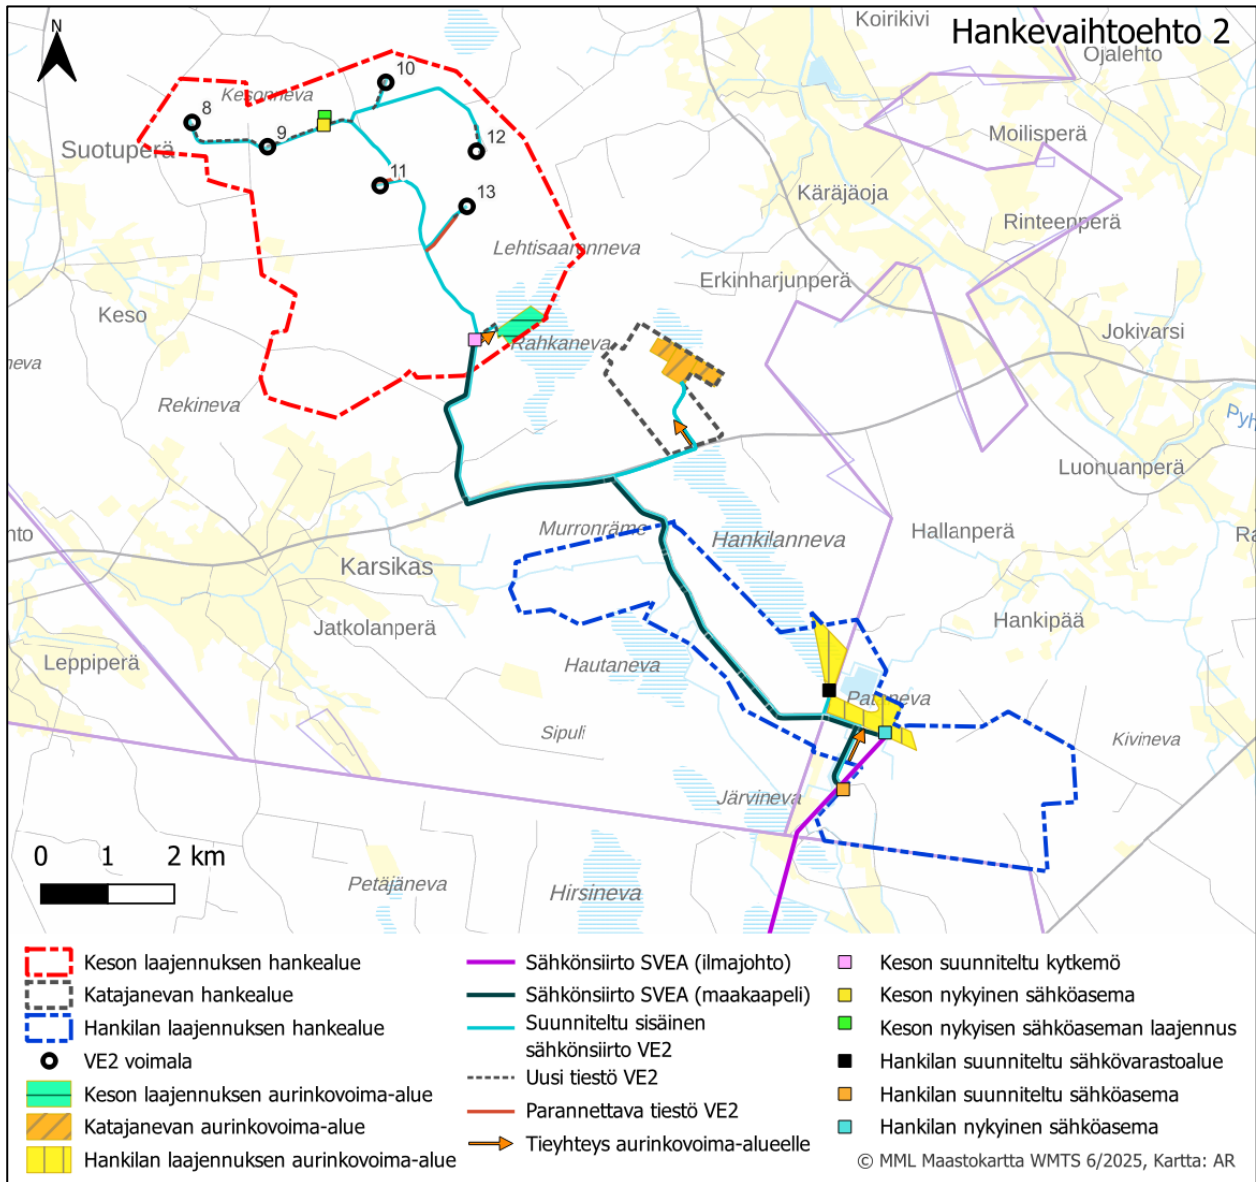 Hankevaihtoehto 2
N
Koirikivi
Ojalehto
10
Kesonneva
8
Moilisperä
9
12
Suotuperä
11
Käräjäoja
13
Rinteenperä
Lehtisaarenneva
Erkinharjunperä
Keso
Jokivarsi
Rahkaneva
neva
Rekineva
Pyh
Luonuanperä
Murronräme
Hankilanneva
Hallanperä
nto
Ra
Karsikas
Hankipää
Jatkolanperä
Leppiperä
Hautaneva
Patineva
Sipuli
Kivineva
Järvineva
0 1 2 km
Petäjäneva
Hirsineva
Keson laajennuksen hankealue
Katajanevan hankealue
Hankilan laajennuksen hankealue
VE2 voimala
Keson laajennuksen aurinkovoima-alue
Katajanevan aurinkovoima-alue
Hankilan laajennuksen aurinkovoima-alue
Sähkönsiirto SVEA (ilmajohto)
Sähkönsiirto SVEA (maakaapeli)
Suunniteltu sisäinen
sähkönsiirto VE2
Uusi tiestö VE2
Parannettava tiestö VE2
Tieyhteys aurinkovoima-alueelle
Keson suunniteltu kytkemö
Keson nykyinen sähköasema
Keson nykyisen sähköaseman laajennus
Hankilan suunniteltu sähkövarastoalue
Hankilan suunniteltu sähköasema
Hankilan nykyinen sähköasema
© MML Maastokartta WMTS 6/2025, Kartta: AR